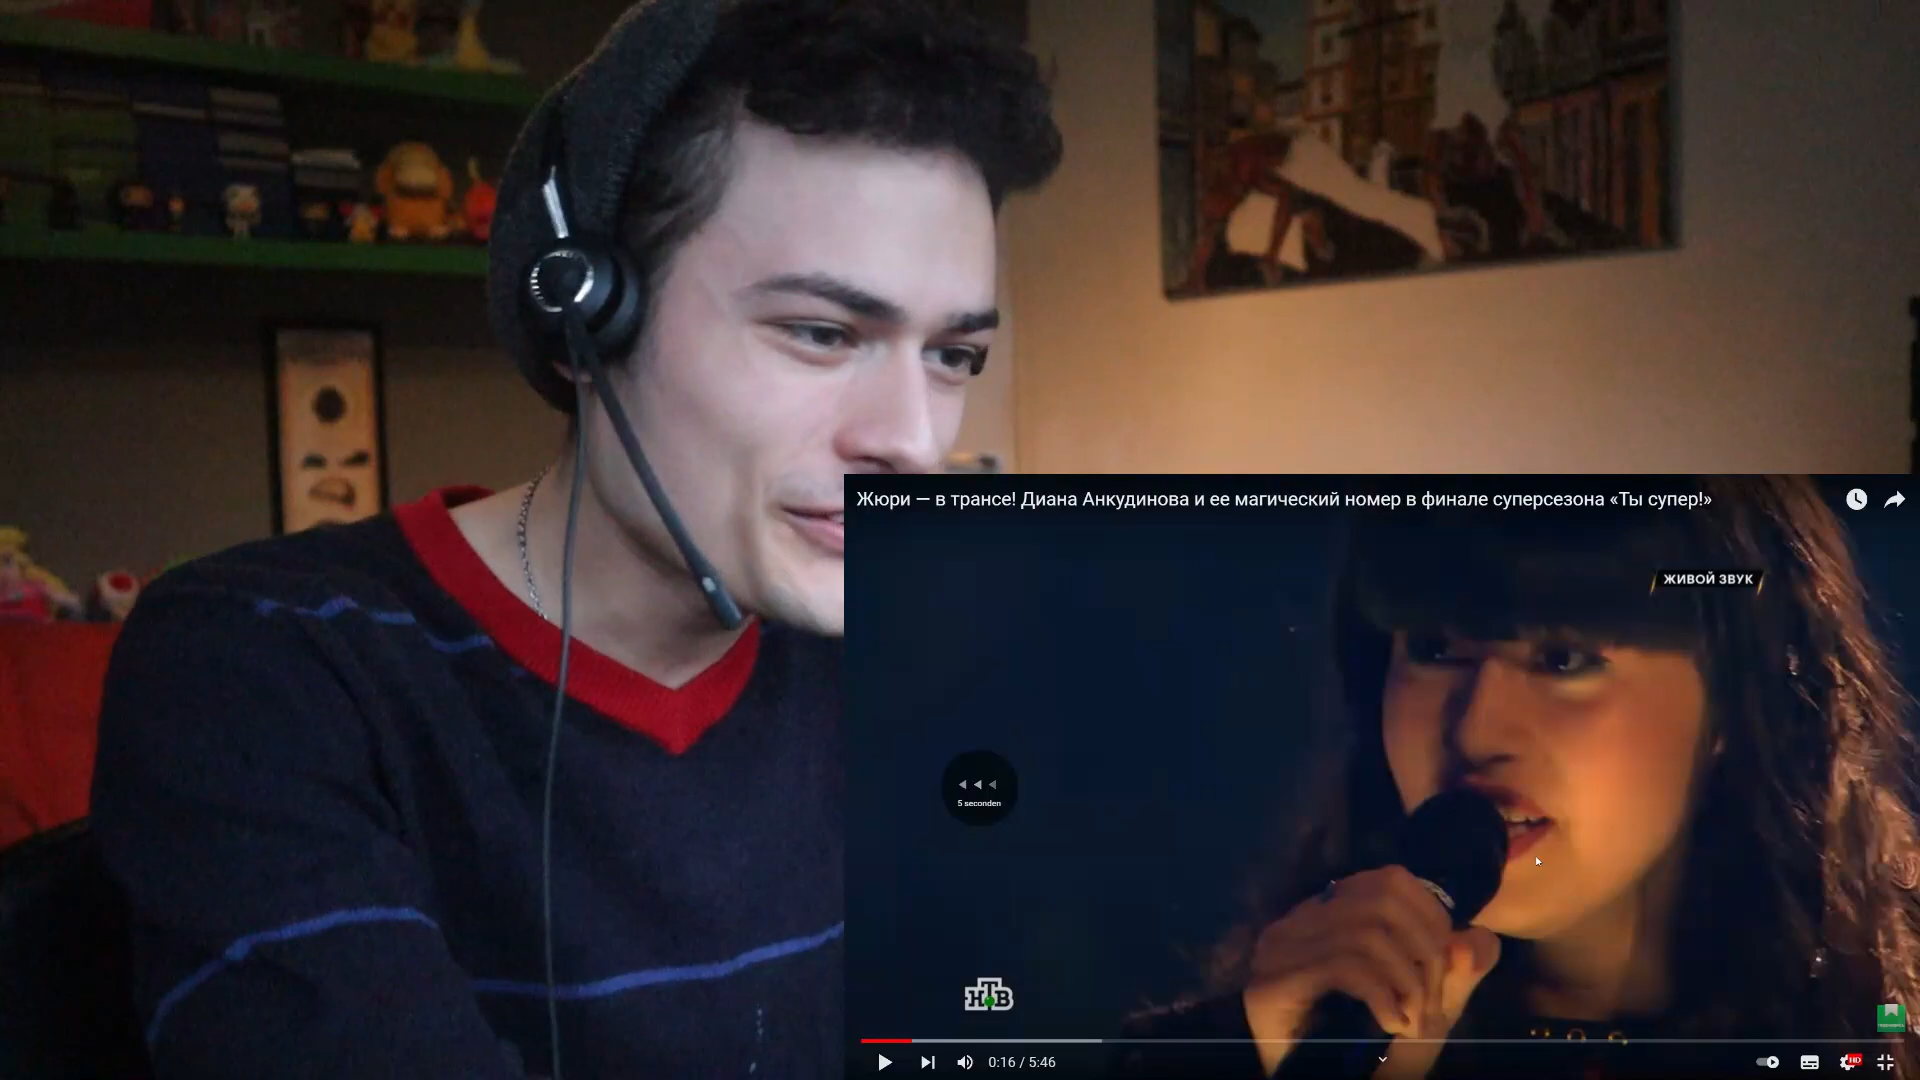 Жюри — в трансе! Диана Анкудинова и ее магический номер в финале суперсезона «Ты супер!»
ЖИВОЙ ЗВУК
5 seconden
НТВ
0:16 / 5:46
HD